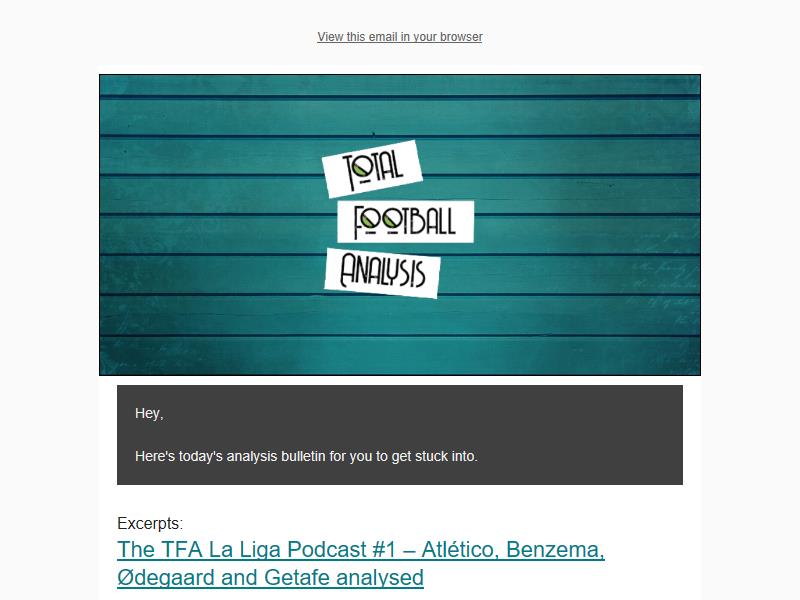 View this email in your browser
TOTAL
FOOTBALL
ANALYSIS
Hey,
Here's today's analysis bulletin for you to get stuck into.
Excerpts:
The TFA La Liga Podcast #1 – Atlético, Benzema,
Ødegaard and Getafe analysed